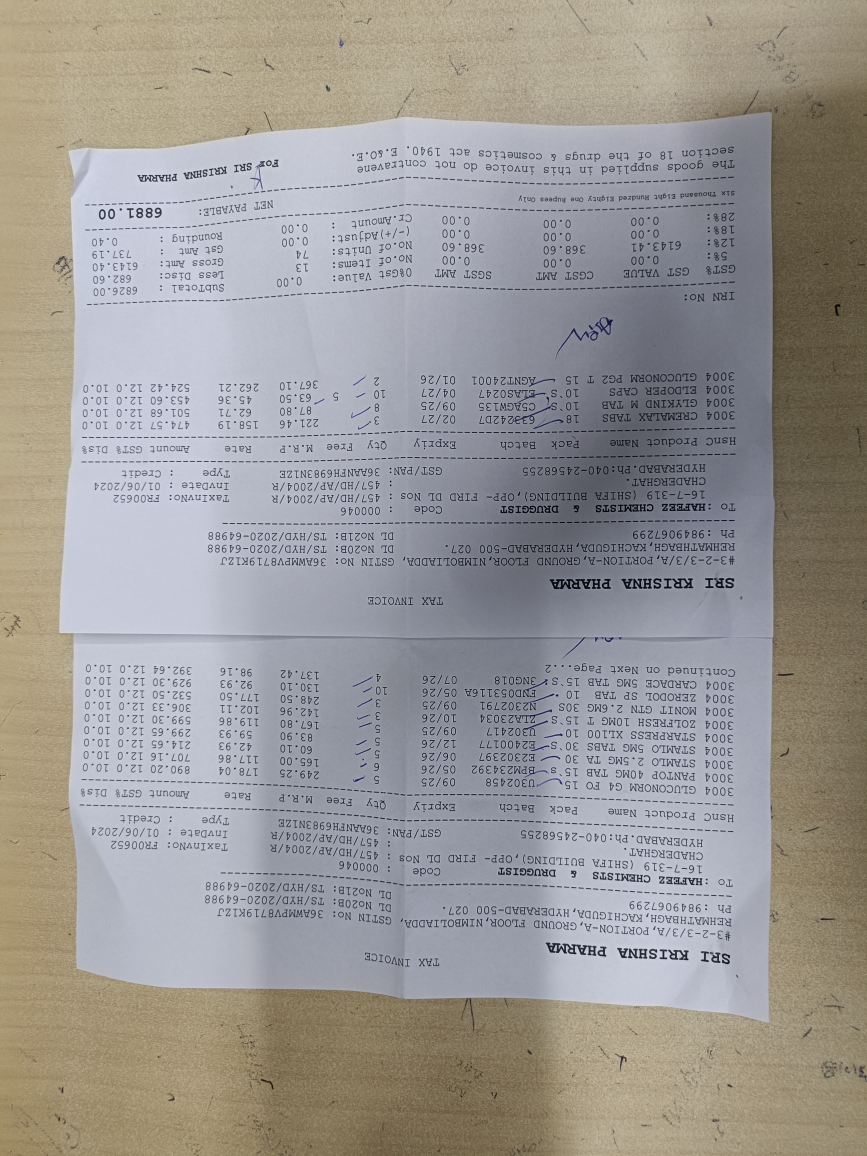 TAX INVOICE
SRI KRISHNA PHARMA
#3-2-3/3/A, PORTION-A, GROUND FLOOR, NIMBOLIADDA, GSTIN No: 36AWMPV8719K1ZJ
REHMATHBAGH, KACHIGUDA, HYDERABAD-500 027. DL No20B: TS/HYD/2020-64988
Ph :9849067299 DL No21B: TS/HYD/2020-64988
To :HAFEEZ CHEMISTS & DRUGGIST Code : 000046
16-7-319 (SHIFA BUILDING),OPP- FIRD DL Nos : 457/HD/AP/2004/R TaxInvNo: FR00652
CHADERGHAT. : 457/HD/AP/2004/R InvDate : 01/06/2024
HYDERABAD.Ph:040-24568255 GST/PAN: 36AANFH6983N1ZE Type : Credit
HsnC Product Name Pack Batch Expriy Qty Free M.R.P Rate Amount GST% Dis%
3004 GLUCONORM G4 FO 15 U302458 09/25 5 249.25 178.04 890.20 12.0 10.0
3004 PANTOP 40MG TAB 15's BPMP34392 05/26 6 165.00 117.86 707.16 12.0 10.0
3004 STAMLO 2.5MG TA 30 E2302397 06/26 5 60.10 42.93 214.65 12.0 10.0
3004 STAMLO 5MG TABS 30's E2400177 12/26 5 83.90 59.93 299.65 12.0 10.0
3004 STARPRESS XL100 10 U302417 09/25 5 167.80 119.86 599.30 12.0 10.0
3004 ZOLFRESH 10MG T 15's ZLA23034 10/26 3 142.96 102.11 306.33 12.0 10.0
3004 MONIT GTN 2.6MG 30S N2302791 09/25 3 248.50 177.50 532.50 12.0 10.0
3004 ZERODOL SP TAB 10 END053116A 05/26 10 130.10 92.93 929.30 12.0 10.0
3004 CARDACE 5MG TAB 15's 3NG018 07/26 4 137.42 98.16 392.64 12.0 10.0
Continued on Next Page...2
TAX INVOICE
SRI KRISHNA PHARMA
#3-2-3/3/A, PORTION-A, GROUND FLOOR, NIMBOLIADDA, GSTIN No: 36AWMPV8719K1ZJ
REHMATHBAGH, KACHIGUDA, HYDERABAD-500 027. DL No20B: TS/HYD/2020-64988
Ph :9849067299 DL No21B: TS/HYD/2020-64988
To :HAFEEZ CHEMISTS & DRUGGIST Code : 000046
16-7-319 (SHIFA BUILDING),OPP- FIRD DL Nos : 457/HD/AP/2004/R TaxInvNo: FR00652
CHADERGHAT. : 457/HD/AP/2004/R InvDate : 01/06/2024
HYDERABAD.Ph:040-24568255 GST/PAN: 36AANFH6983N1ZE Type : Credit
HsnC Product Name Pack Batch Expriy Qty Free M.R.P Rate Amount GST% Dis%
3004 CREMALEX TABS 18 633242D7 02/27 3 221.46 158.19 474.57 12.0 10.0
3004 GLYKIND M TAB 10's C5AGW135 09/25 8 87.80 62.71 501.68 12.0 10.0
3004 ELDOPER CAPS 10's ELA50247 04/27 10 5 63.50 45.36 453.60 12.0 10.0
3004 GLUCONORM PG2 T 15 AGNT24001 01/26 2 367.10 262.21 524.42 12.0 10.0
IRN No:
GST% GST VALUE CGST AMT SGST AMT 0%gst Value: 0.00 SubTotal : 6826.00
5%: 0.00 0.00 0.00 No.of Items: 13 Less Disc: 682.60
12%: 6143.41 368.60 368.60 No.of Units: 74 Gross Amt: 6143.40
18%: 0.00 0.00 0.00 (-/+)Adjust: 0.00 Gst Amt : 737.19
28%: 0.00 0.00 0.00 Cr.Amount : 0.00 Rounding : 0.40
Six Thousand Eight Hundred Eighty One Rupees Only NET PAYABLE: 6881.00
The goods supplied in this invoice do not contravene
section 18 of the drugs & cosmetics act 1940. E.&O.E. For SRI KRISHNA PHARMA